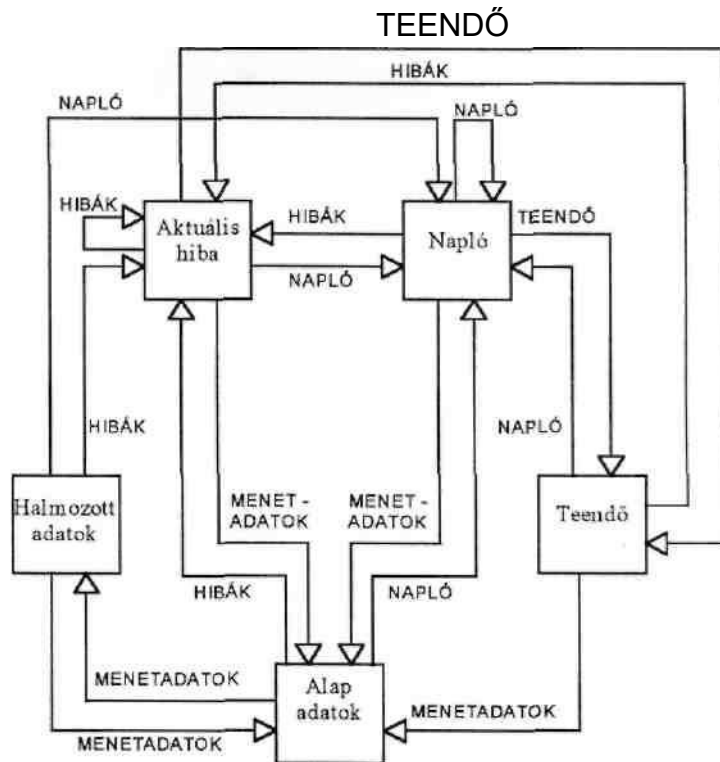 TEENDŐ
HIBÁK
NAPLÓ
NAPLÓ
HIBÁK
Aktuális
hiba
HIBÁK
Napló
TEENDŐ
NAPLÓ
HIBÁK
NAPLÓ
Halmozott
adatok
MENET-
ADATOK
MENET-
ADATOK
Teendő
HIBÁK
NAPLÓ
MENETADATOK
Alap
adatok
MENETADATOK
MENETADATOK